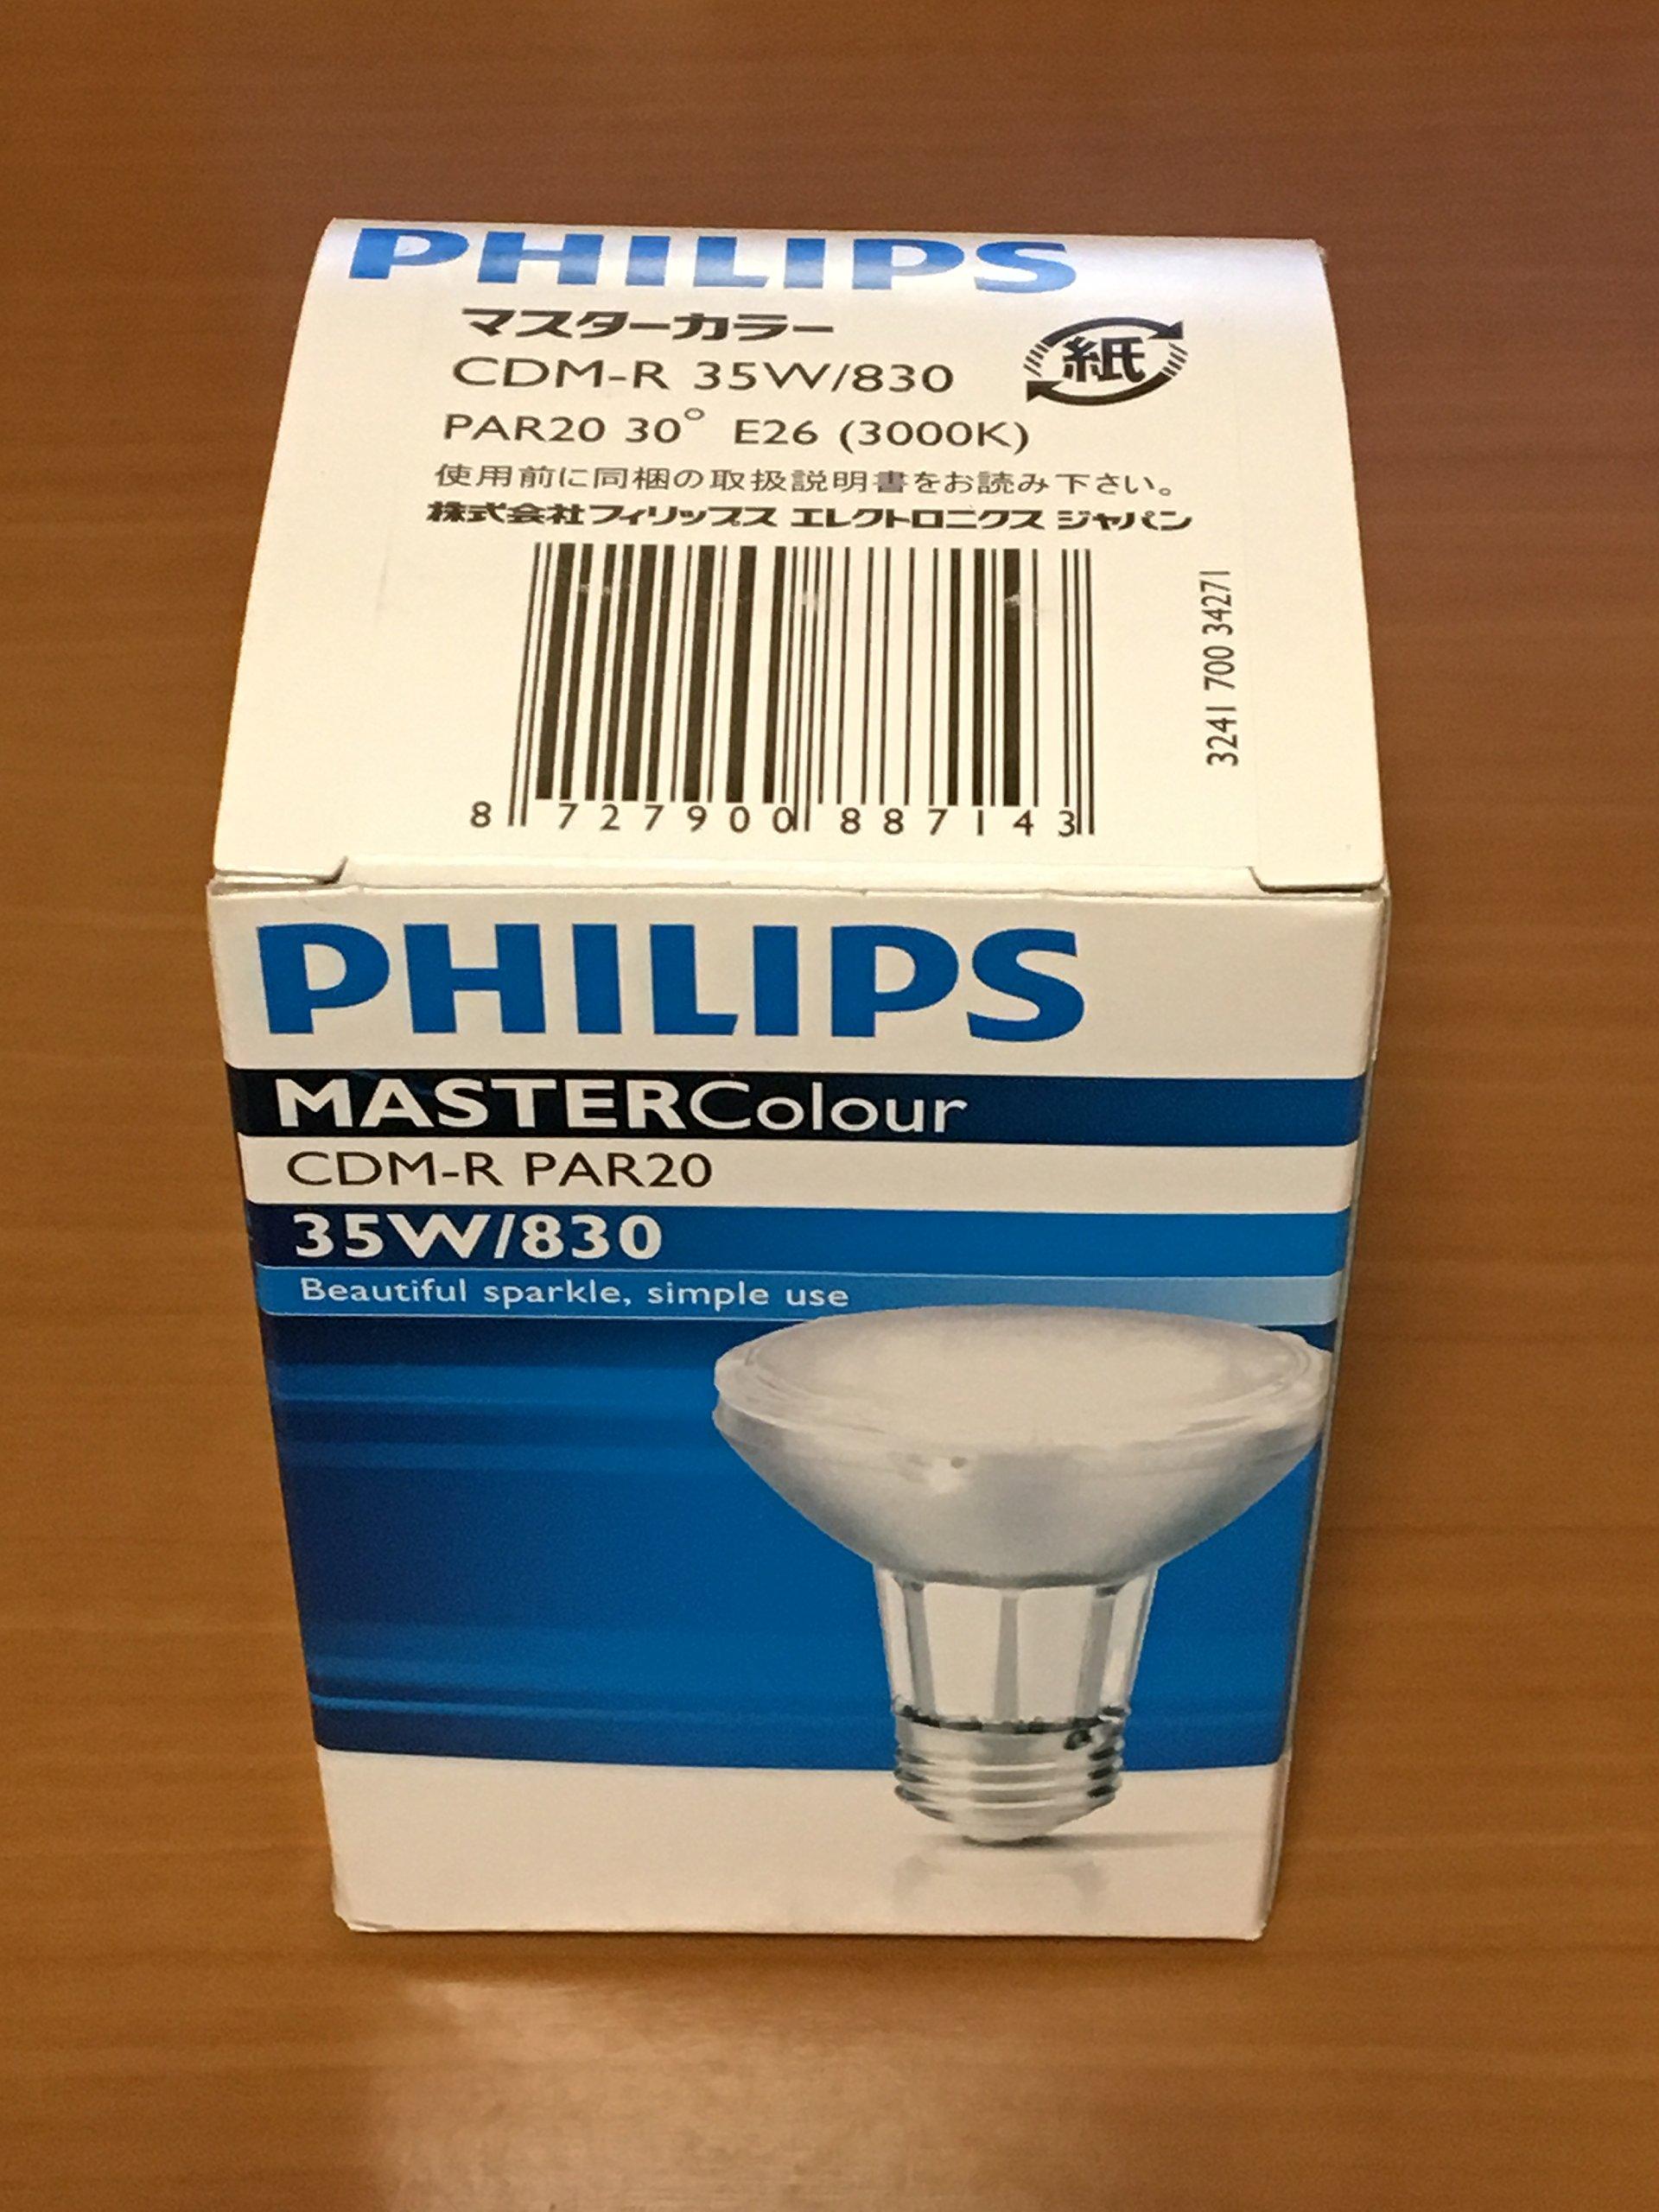 PHILIPS
マスターカラー
CDM-R 35W/830
紙
PAR20 30° E26 (3000K)
使用前に同梱の取扱説明書をお読み下さい。
株式会社フィリップス エレクトロニクス ジャパン
3241 700 34271
8 727900 887143
PHILIPS
MASTERColour
CDM-R PAR20
35W/830
Beautiful sparkle, simple use